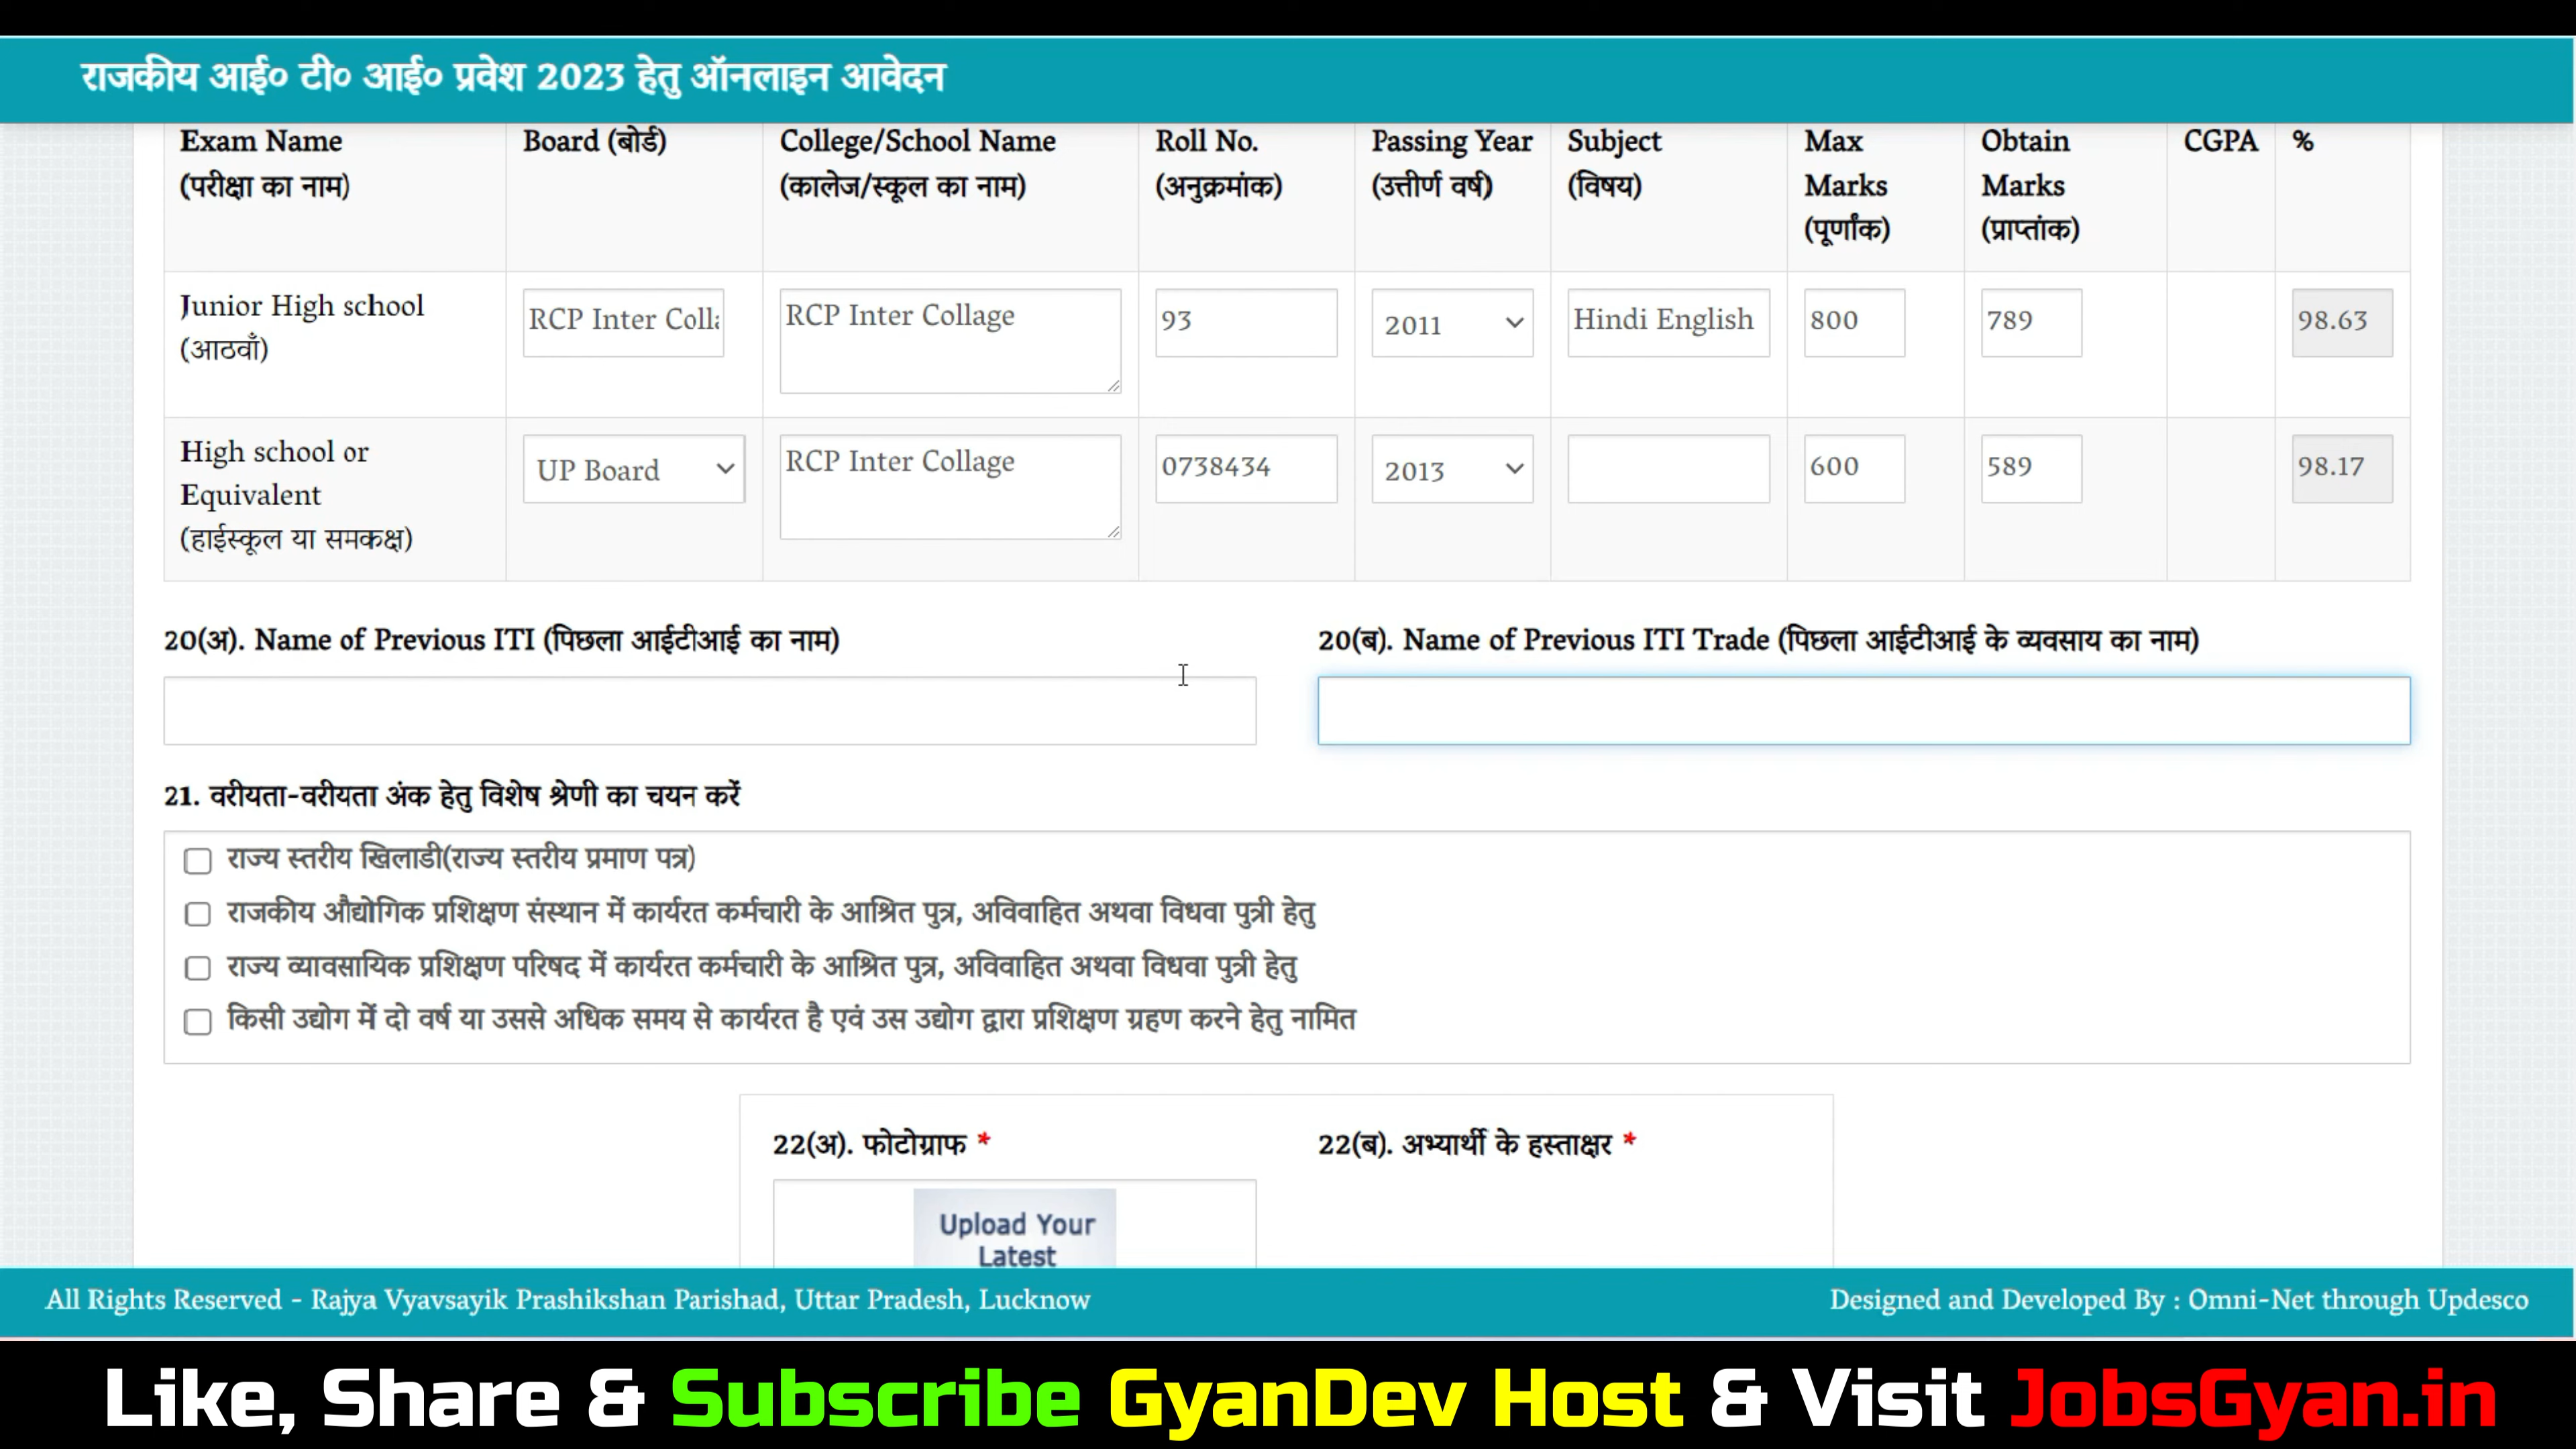 राजकीय आई० टी० आई० प्रवेश 2023 हेतु ऑनलाइन आवेदन
Exam Name
(परीक्षा का नाम)
Board (बोर्ड)
College/School Name
(कालेज/स्कूल का नाम)
Roll No.
(अनुक्रमांक)
Passing Year
(उत्तीर्ण वर्ष)
Subject
(विषय)
Max
Marks
(पूर्णांक)
Obtain
Marks
(प्राप्तांक)
CGPA
%
Junior High school
(आठवाँ)
RCP Inter Colla
RCP Inter Collage
93
2011
Hindi English
800
789
98.63
High school or
Equivalent
(हाईस्कूल या समकक्ष)
UP Board
RCP Inter Collage
0738434
2013
600
589
98.17
20(अ). Name of Previous ITI (पिछला आईटीआई का नाम)
20(ब). Name of Previous ITI Trade (पिछला आईटीआई के व्यवसाय का नाम)
21. वरीयता-वरीयता अंक हेतु विशेष श्रेणी का चयन करें
राज्य स्तरीय खिलाडी(राज्य स्तरीय प्रमाण पत्र)
राजकीय औद्योगिक प्रशिक्षण संस्थान में कार्यरत कर्मचारी के आश्रित पुत्र, अविवाहित अथवा विधवा पुत्री हेतु
राज्य व्यावसायिक प्रशिक्षण परिषद में कार्यरत कर्मचारी के आश्रित पुत्र, अविवाहित अथवा विधवा पुत्री हेतु
किसी उद्योग में दो वर्ष या उससे अधिक समय से कार्यरत है एवं उस उद्योग द्वारा प्रशिक्षण ग्रहण करने हेतु नामित
22(अ). फोटोग्राफ *
22(ब). अभ्यार्थी के हस्ताक्षर *
Upload Your
Latest
All Rights Reserved - Rajya Vyavsayik Prashikshan Parishad, Uttar Pradesh, Lucknow
Designed and Developed By : Omni-Net through Updesco
Like, Share & Subscribe GyanDev Host & Visit JobsGyan.in